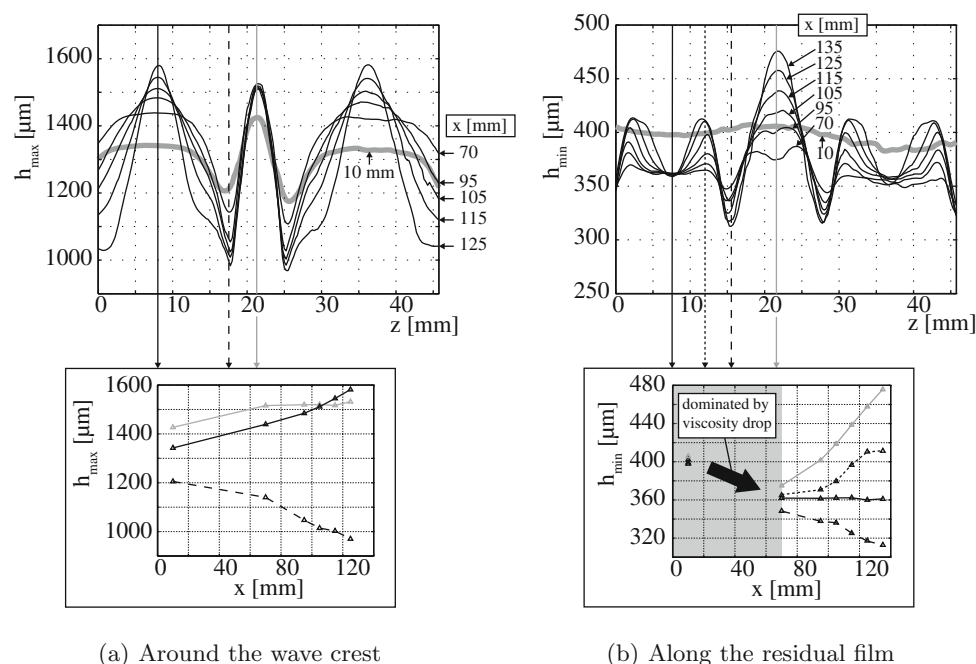 1600
1400
1200
1000
h_max [μm]
0 10 20 30 40
z [mm]
x [mm]
70
95
105
115
125
10 mm
1600
1400
1200
1000
h_max [μm]
0 40 80 120
x [mm]
(a) Around the wave crest
500
450
400
350
300
250
h_min [μm]
0 10 20 30 40
z [mm]
x [mm]
135
125
115
105
95
70
10
480
440
400
360
320
h_min [μm]
dominated by
viscosity drop
0 40 80 120
x [mm]
(b) Along the residual film